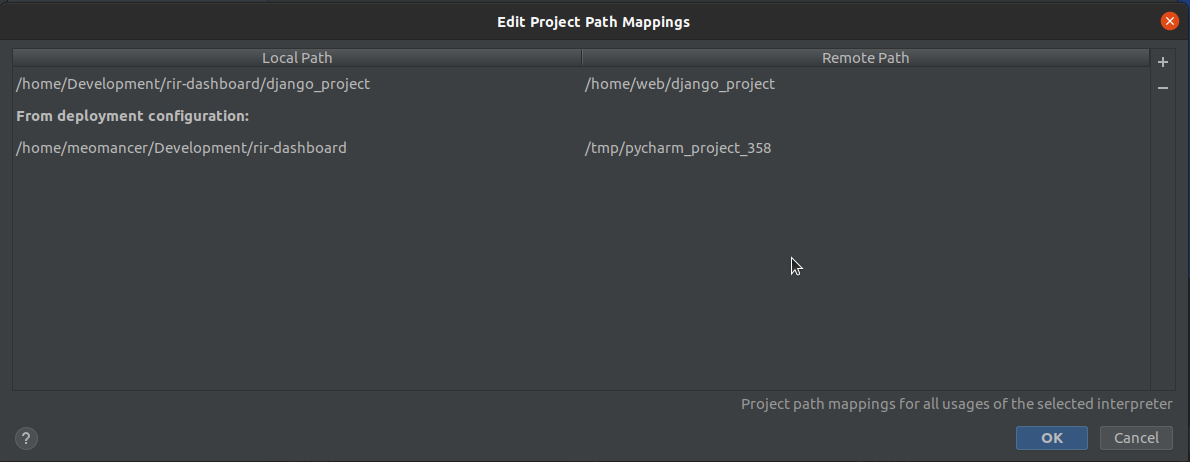 Edit Project Path Mappings
Local Path Remote Path
/home/Development/rir-dashboard/django_project /home/web/django_project
From deployment configuration:
/home/meomancer/Development/rir-dashboard /tmp/pycharm_project_358
Project path mappings for all usages of the selected interpreter
? OK Cancel